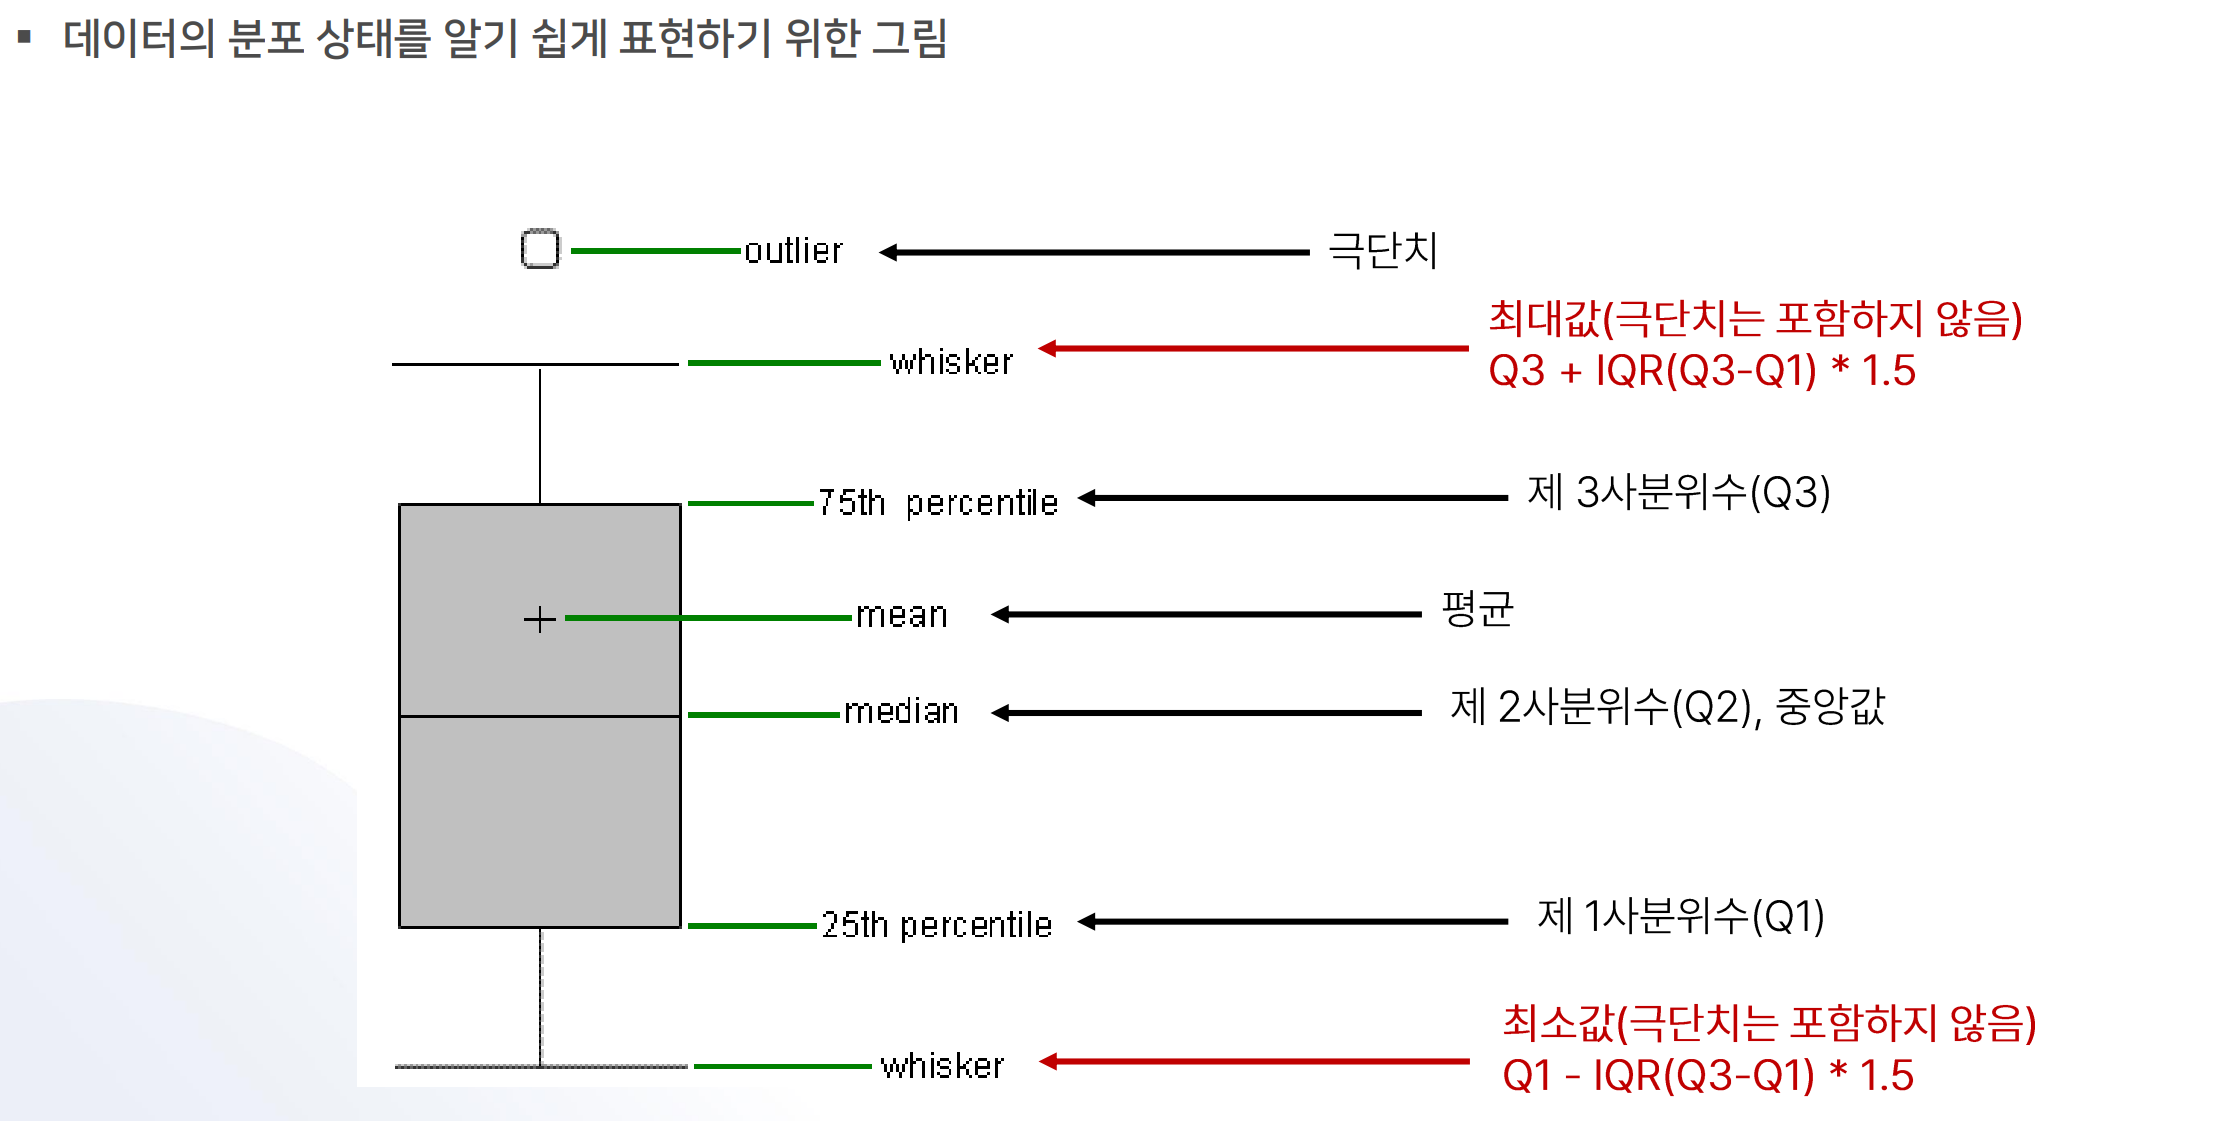 ▪ 데이터의 분포 상태를 알기 쉽게 표현하기 위한 그림
outlier
극단치
최대값(극단치는 포함하지 않음)
whisker
Q3 + IQR(Q3-Q1) * 1.5
75th percentile
제 3사분위수(Q3)
mean
평균
median
제 2사분위수(Q2), 중앙값
25th percentile
제 1사분위수(Q1)
최소값(극단치는 포함하지 않음)
whisker
Q1 - IQR(Q3-Q1) * 1.5